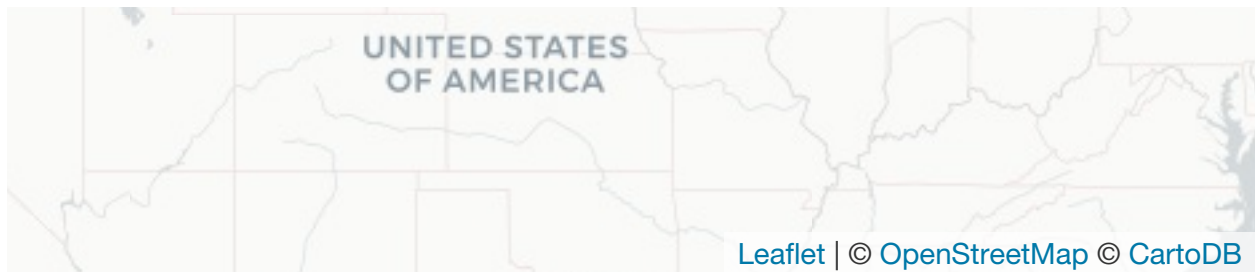 UNITED STATES
OF AMERICA
Leaflet | © OpenStreetMap © CartoDB